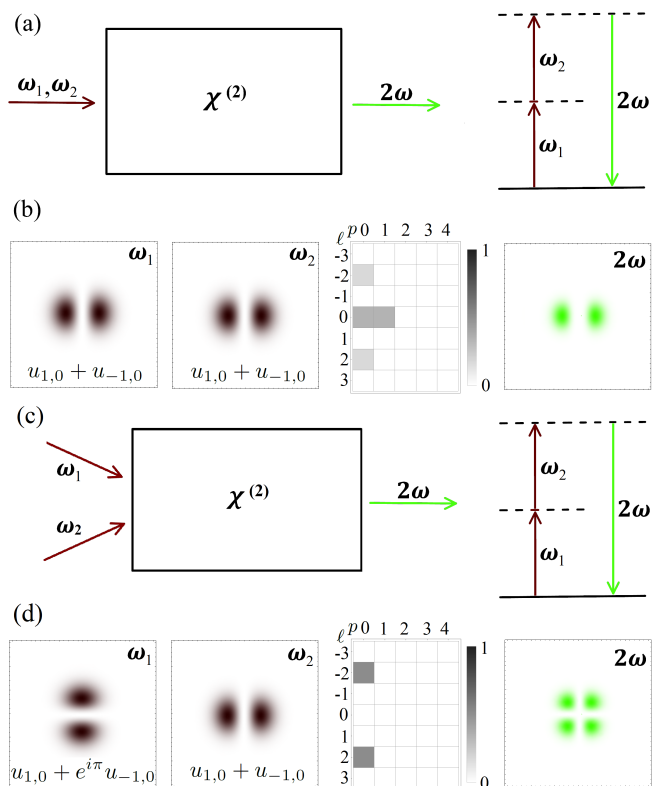 (a)
ω₁,ω₂
χ⁽²⁾
2ω
ω₂
2ω
ω₁
(b)
ω₁
ω₂
ℓ p 0 1 2 3 4
-3
-2
-1
0
1
2
3
1
0
2ω
u₁,₀ + u₋₁,₀
u₁,₀ + u₋₁,₀
(c)
ω₁
ω₂
χ⁽²⁾
2ω
ω₂
2ω
ω₁
(d)
ω₁
ω₂
ℓ p 0 1 2 3 4
-3
-2
-1
0
1
2
3
1
0
2ω
u₁,₀ + e^{iπ}u₋₁,₀
u₁,₀ + u₋₁,₀